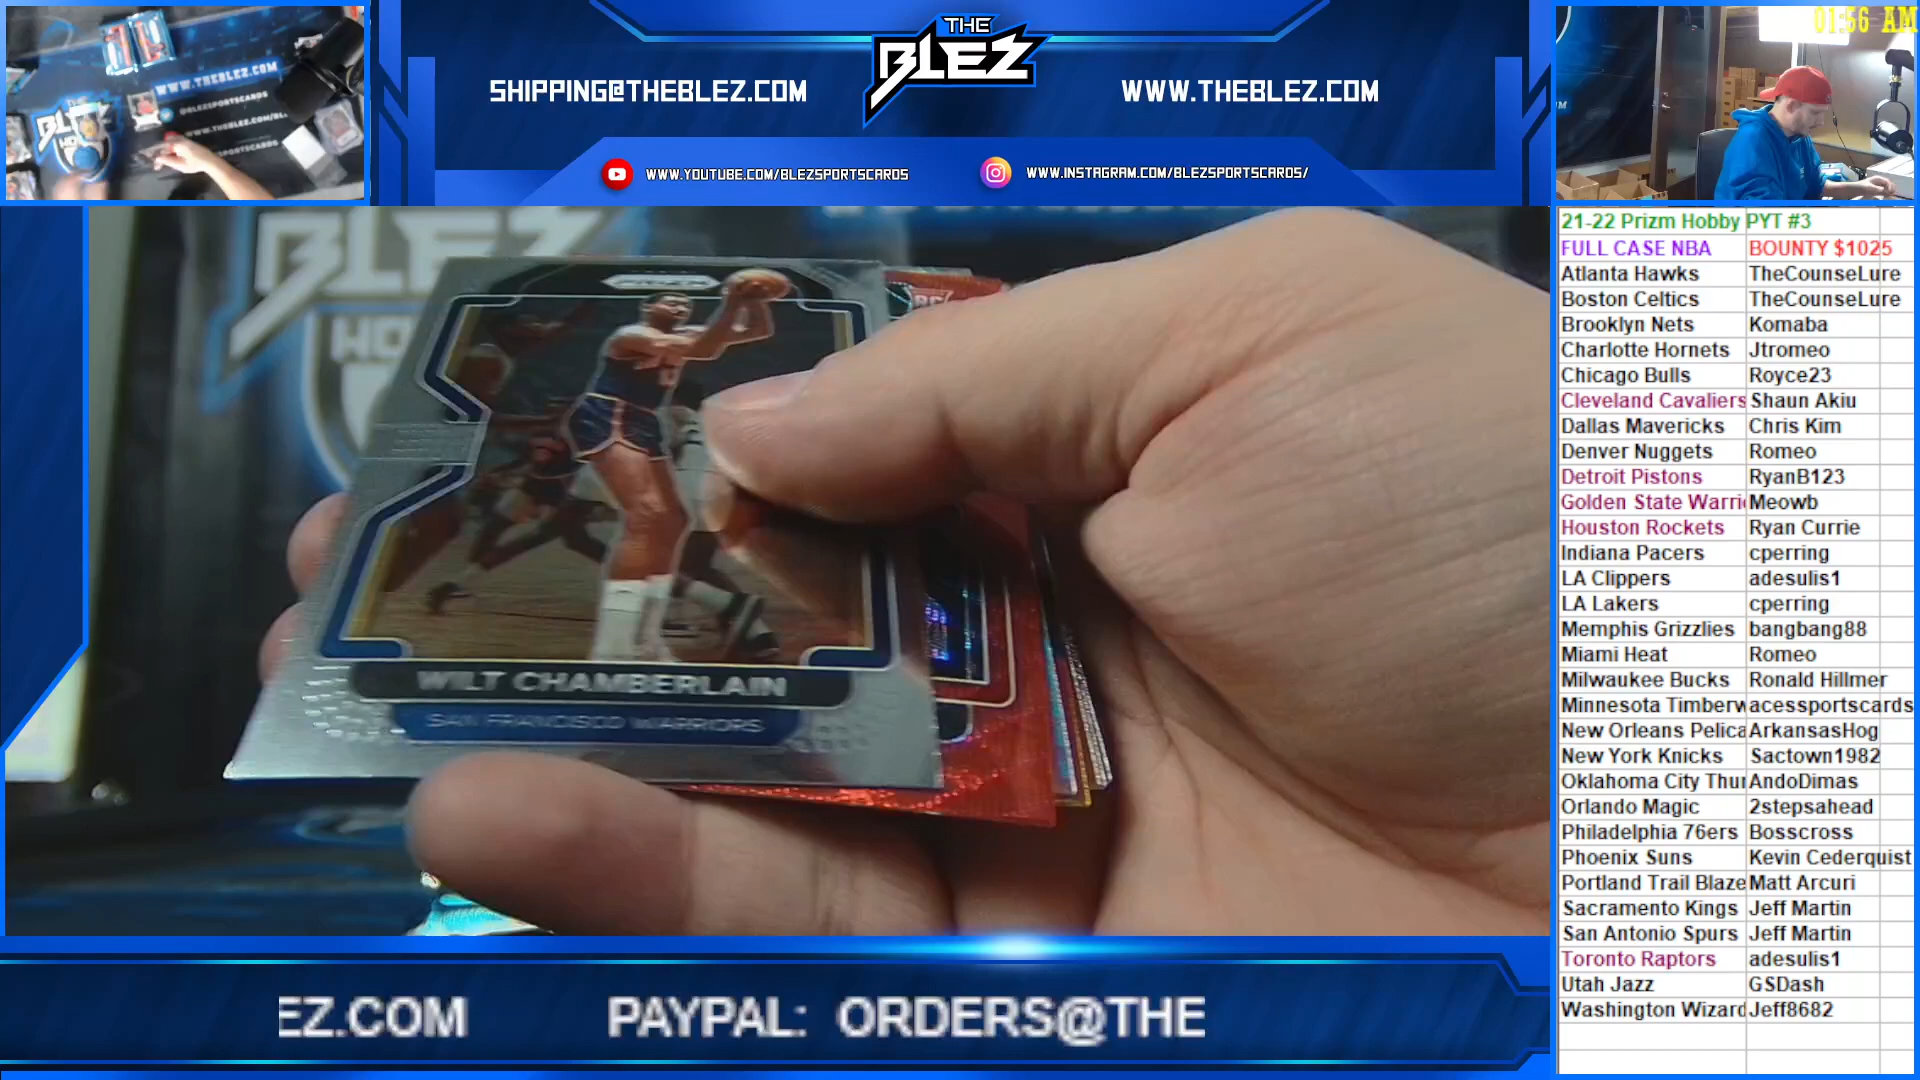 WWW.THEBLEZ.COM
@BLEZSPORTSCARDS
THE
BLEZ
SHIPPING@THEBLEZ.COM
WWW.THEBLEZ.COM
WWW.YOUTUBE.COM/BLEZSPORTSCARDS
WWW.INSTAGRAM.COM/BLEZSPORTSCARDS/
01:56 AM
BLEZ
PRIZM
RC
WILT CHAMBERLAIN
SAN FRANCISCO WARRIORS
21-22 Prizm Hobby PYT #3
FULL CASE NBA BOUNTY $1025
Atlanta Hawks TheCounseLure
Boston Celtics TheCounseLure
Brooklyn Nets Komaba
Charlotte Hornets Jtromeo
Chicago Bulls Royce23
Cleveland Cavaliers Shaun Akiu
Dallas Mavericks Chris Kim
Denver Nuggets Romeo
Detroit Pistons RyanB123
Golden State Warri Meowb
Houston Rockets Ryan Currie
Indiana Pacers cperring
LA Clippers adesulis1
LA Lakers cperring
Memphis Grizzlies bangbang88
Miami Heat Romeo
Milwaukee Bucks Ronald Hillmer
Minnesota Timberw acessportscards
New Orleans Pelica ArkansasHog
New York Knicks Sactown1982
Oklahoma City Thu AndoDimas
Orlando Magic 2stepsahead
Philadelphia 76ers Bosscross
Phoenix Suns Kevin Cederquist
Portland Trail Blaze Matt Arcuri
Sacramento Kings Jeff Martin
San Antonio Spurs Jeff Martin
Toronto Raptors adesulis1
Utah Jazz GSDash
Washington Wizard Jeff8682
EZ.COM PAYPAL: ORDERS@THE